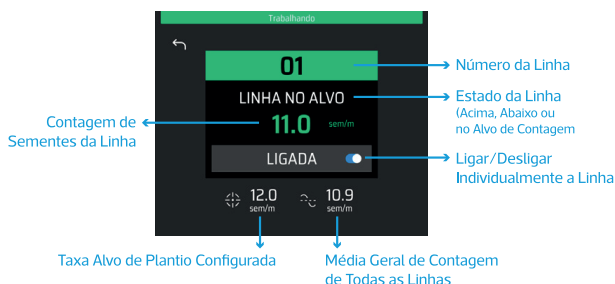 Trabalhando
01
Número da Linha
LINHA NO ALVO
Estado da Linha
(Acima, Abaixo ou
no Alvo de Contagem
11.0 sem/m
Contagem de
Sementes da Linha
LIGADA
Ligar/Desligar
Individualmente a Linha
12.0
sem/m
10.9
sem/m
Taxa Alvo de Plantio Configurada
Média Geral de Contagem
de Todas as Linhas